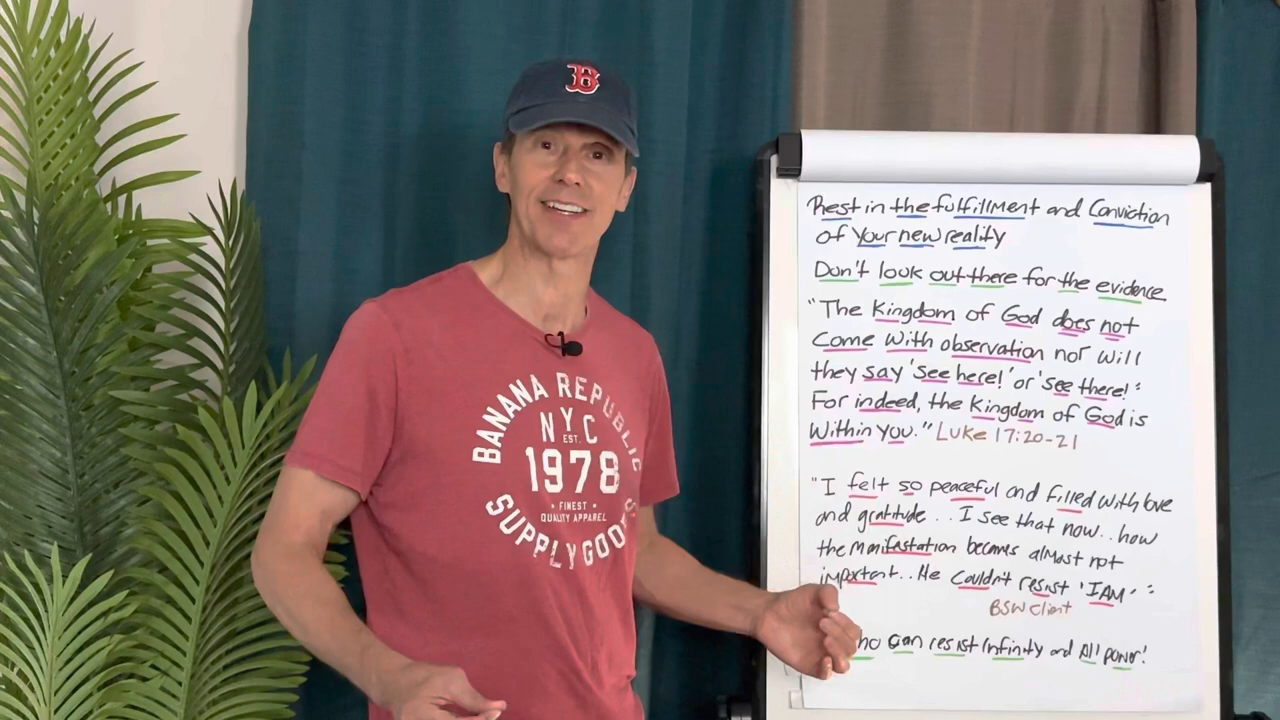 B
BANANA REPUBLIC
NYC
EST.
1978
• FINEST •
QUALITY APPAREL
SUPPLY GOODS
Rest in the fulfillment and Conviction
of Your new reality
Don't look out there for the evidence
"The Kingdom of God does not
Come With observation nor will
they say 'see here!' or 'see there!'
For indeed, the Kingdom of God is
Within You." Luke 17:20-21
"I felt so peaceful and filled with love
and gratitude.. I see that now.. how
the manifastation becomes almost not
important... He Couldn't resist 'IAM'"
BSW Client
ho Can resist Infinity and All power!